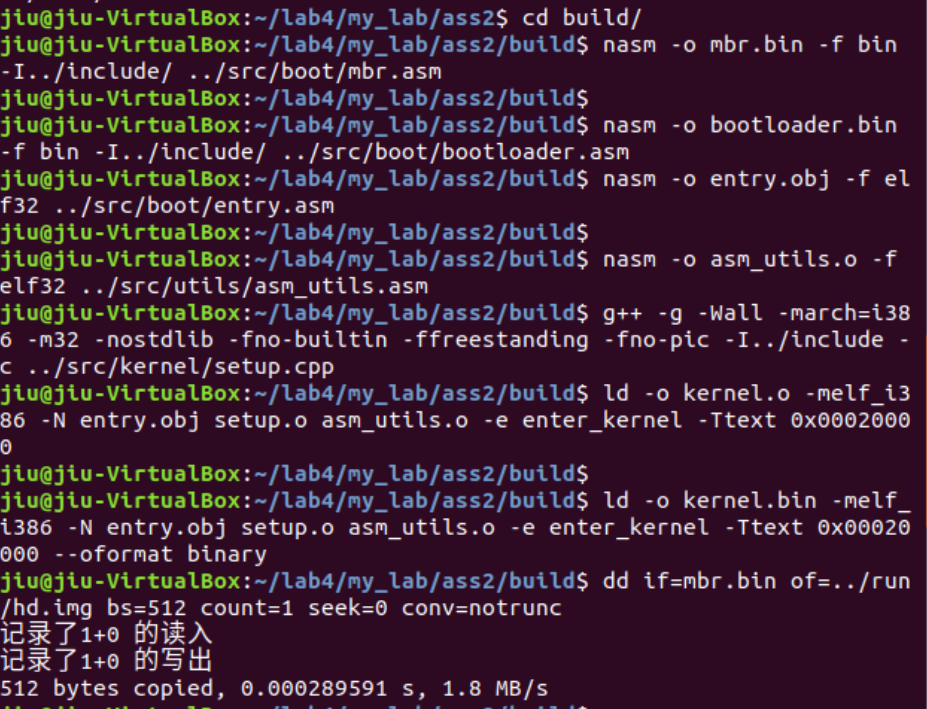 jiu@jiu-VirtualBox:~/lab4/my_lab/ass2$ cd build/
jiu@jiu-VirtualBox:~/lab4/my_lab/ass2/build$ nasm -o mbr.bin -f bin
-I../include/ ../src/boot/mbr.asm
jiu@jiu-VirtualBox:~/lab4/my_lab/ass2/build$
jiu@jiu-VirtualBox:~/lab4/my_lab/ass2/build$ nasm -o bootloader.bin
-f bin -I../include/ ../src/boot/bootloader.asm
jiu@jiu-VirtualBox:~/lab4/my_lab/ass2/build$ nasm -o entry.obj -f el
f32 ../src/boot/entry.asm
jiu@jiu-VirtualBox:~/lab4/my_lab/ass2/build$
jiu@jiu-VirtualBox:~/lab4/my_lab/ass2/build$ nasm -o asm_utils.o -f
elf32 ../src/utils/asm_utils.asm
jiu@jiu-VirtualBox:~/lab4/my_lab/ass2/build$ g++ -g -Wall -march=i38
6 -m32 -nostdlib -fno-builtin -ffreestanding -fno-pic -I../include -
c ../src/kernel/setup.cpp
jiu@jiu-VirtualBox:~/lab4/my_lab/ass2/build$ ld -o kernel.o -melf_i3
86 -N entry.obj setup.o asm_utils.o -e enter_kernel -Ttext 0x0002000
0
jiu@jiu-VirtualBox:~/lab4/my_lab/ass2/build$
jiu@jiu-VirtualBox:~/lab4/my_lab/ass2/build$ ld -o kernel.bin -melf_
i386 -N entry.obj setup.o asm_utils.o -e enter_kernel -Ttext 0x00020
000 --oformat binary
jiu@jiu-VirtualBox:~/lab4/my_lab/ass2/build$ dd if=mbr.bin of=../run
/hd.img bs=512 count=1 seek=0 conv=notrunc
记录了1+0 的读入
记录了1+0 的写出
512 bytes copied, 0.000289591 s, 1.8 MB/s